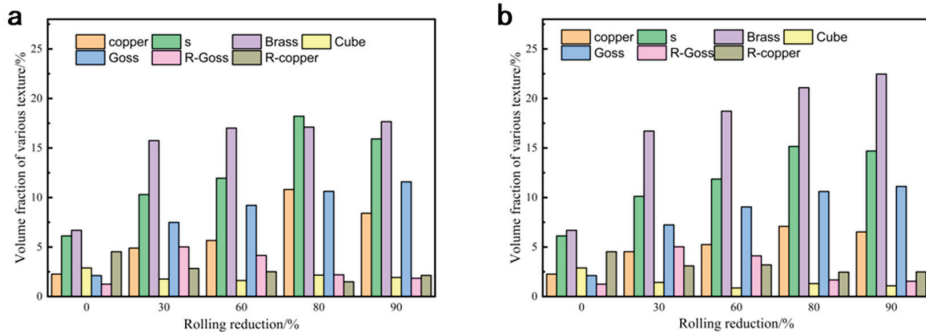 a
Volume fraction of various texture/%
25
20
15
10
5
0
copper s Brass Cube
Goss R-Goss R-copper
0 30 60 80 90
Rolling reduction/%
b
Volume fraction of various texture/%
25
20
15
10
5
0
copper s Brass Cube
Goss R-Goss R-copper
0 30 60 80 90
Rolling reduction/%